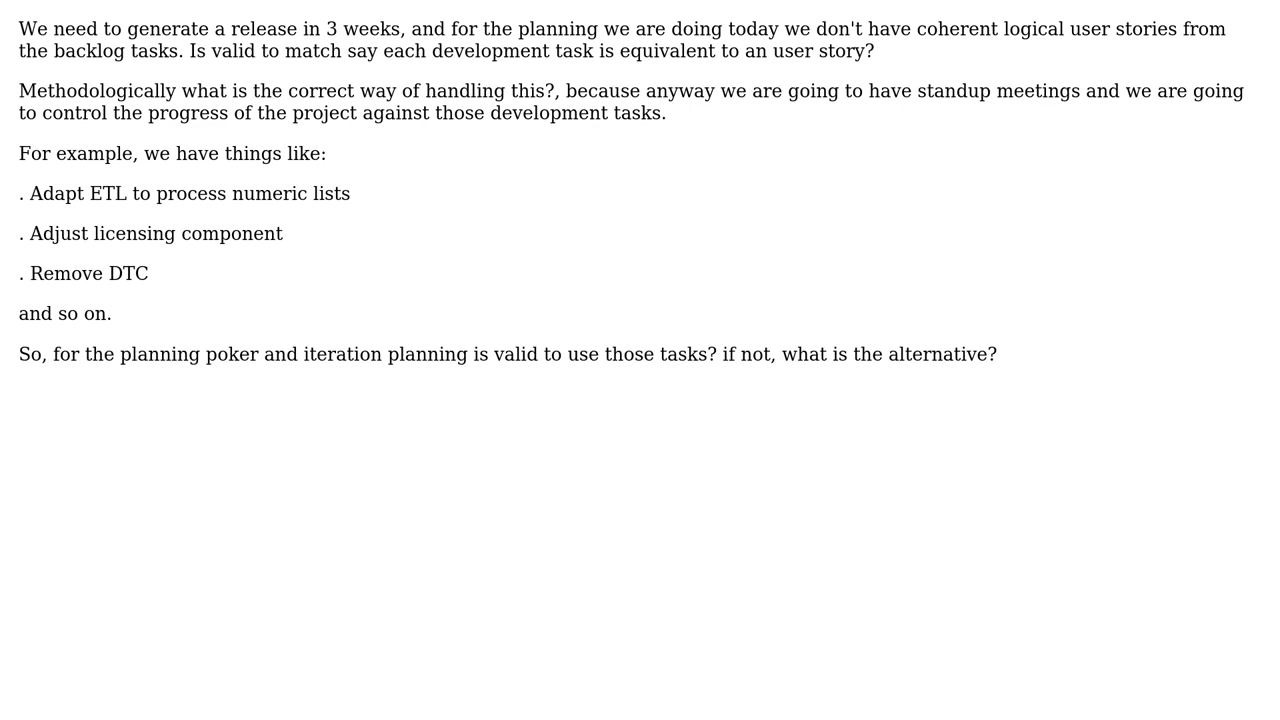 We need to generate a release in 3 weeks, and for the planning we are doing today we don't have coherent logical user stories from
the backlog tasks. Is valid to match say each development task is equivalent to an user story?
Methodologically what is the correct way of handling this?, because anyway we are going to have standup meetings and we are going
to control the progress of the project against those development tasks.
For example, we have things like:
. Adapt ETL to process numeric lists
. Adjust licensing component
. Remove DTC
and so on.
So, for the planning poker and iteration planning is valid to use those tasks? if not, what is the alternative?